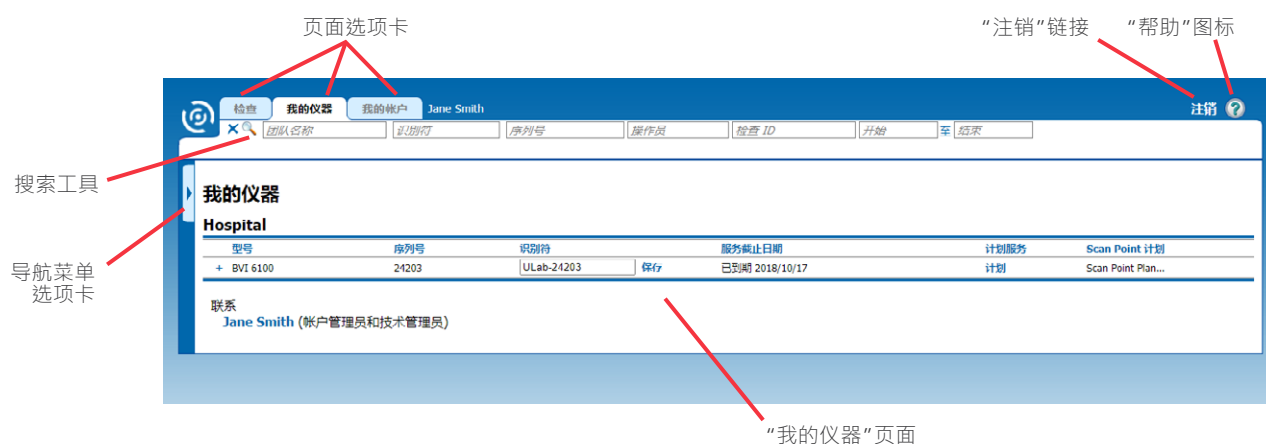 页面选项卡
“注销”链接
“帮助”图标
检查
我的仪器
我的帐户
Jane Smith
注销
团队名称
识别符
序列号
操作员
检查 ID
开始
至
结束
搜索工具
我的仪器
Hospital
导航菜单
选项卡
型号 序列号 识别符 服务截止日期 计划服务 Scan Point 计划
+ BVI 6100 24203 ULab-24203 保存 已到期 2018/10/17 计划 Scan Point Plan...
联系
Jane Smith (帐户管理员和技术管理员)
“我的仪器”页面